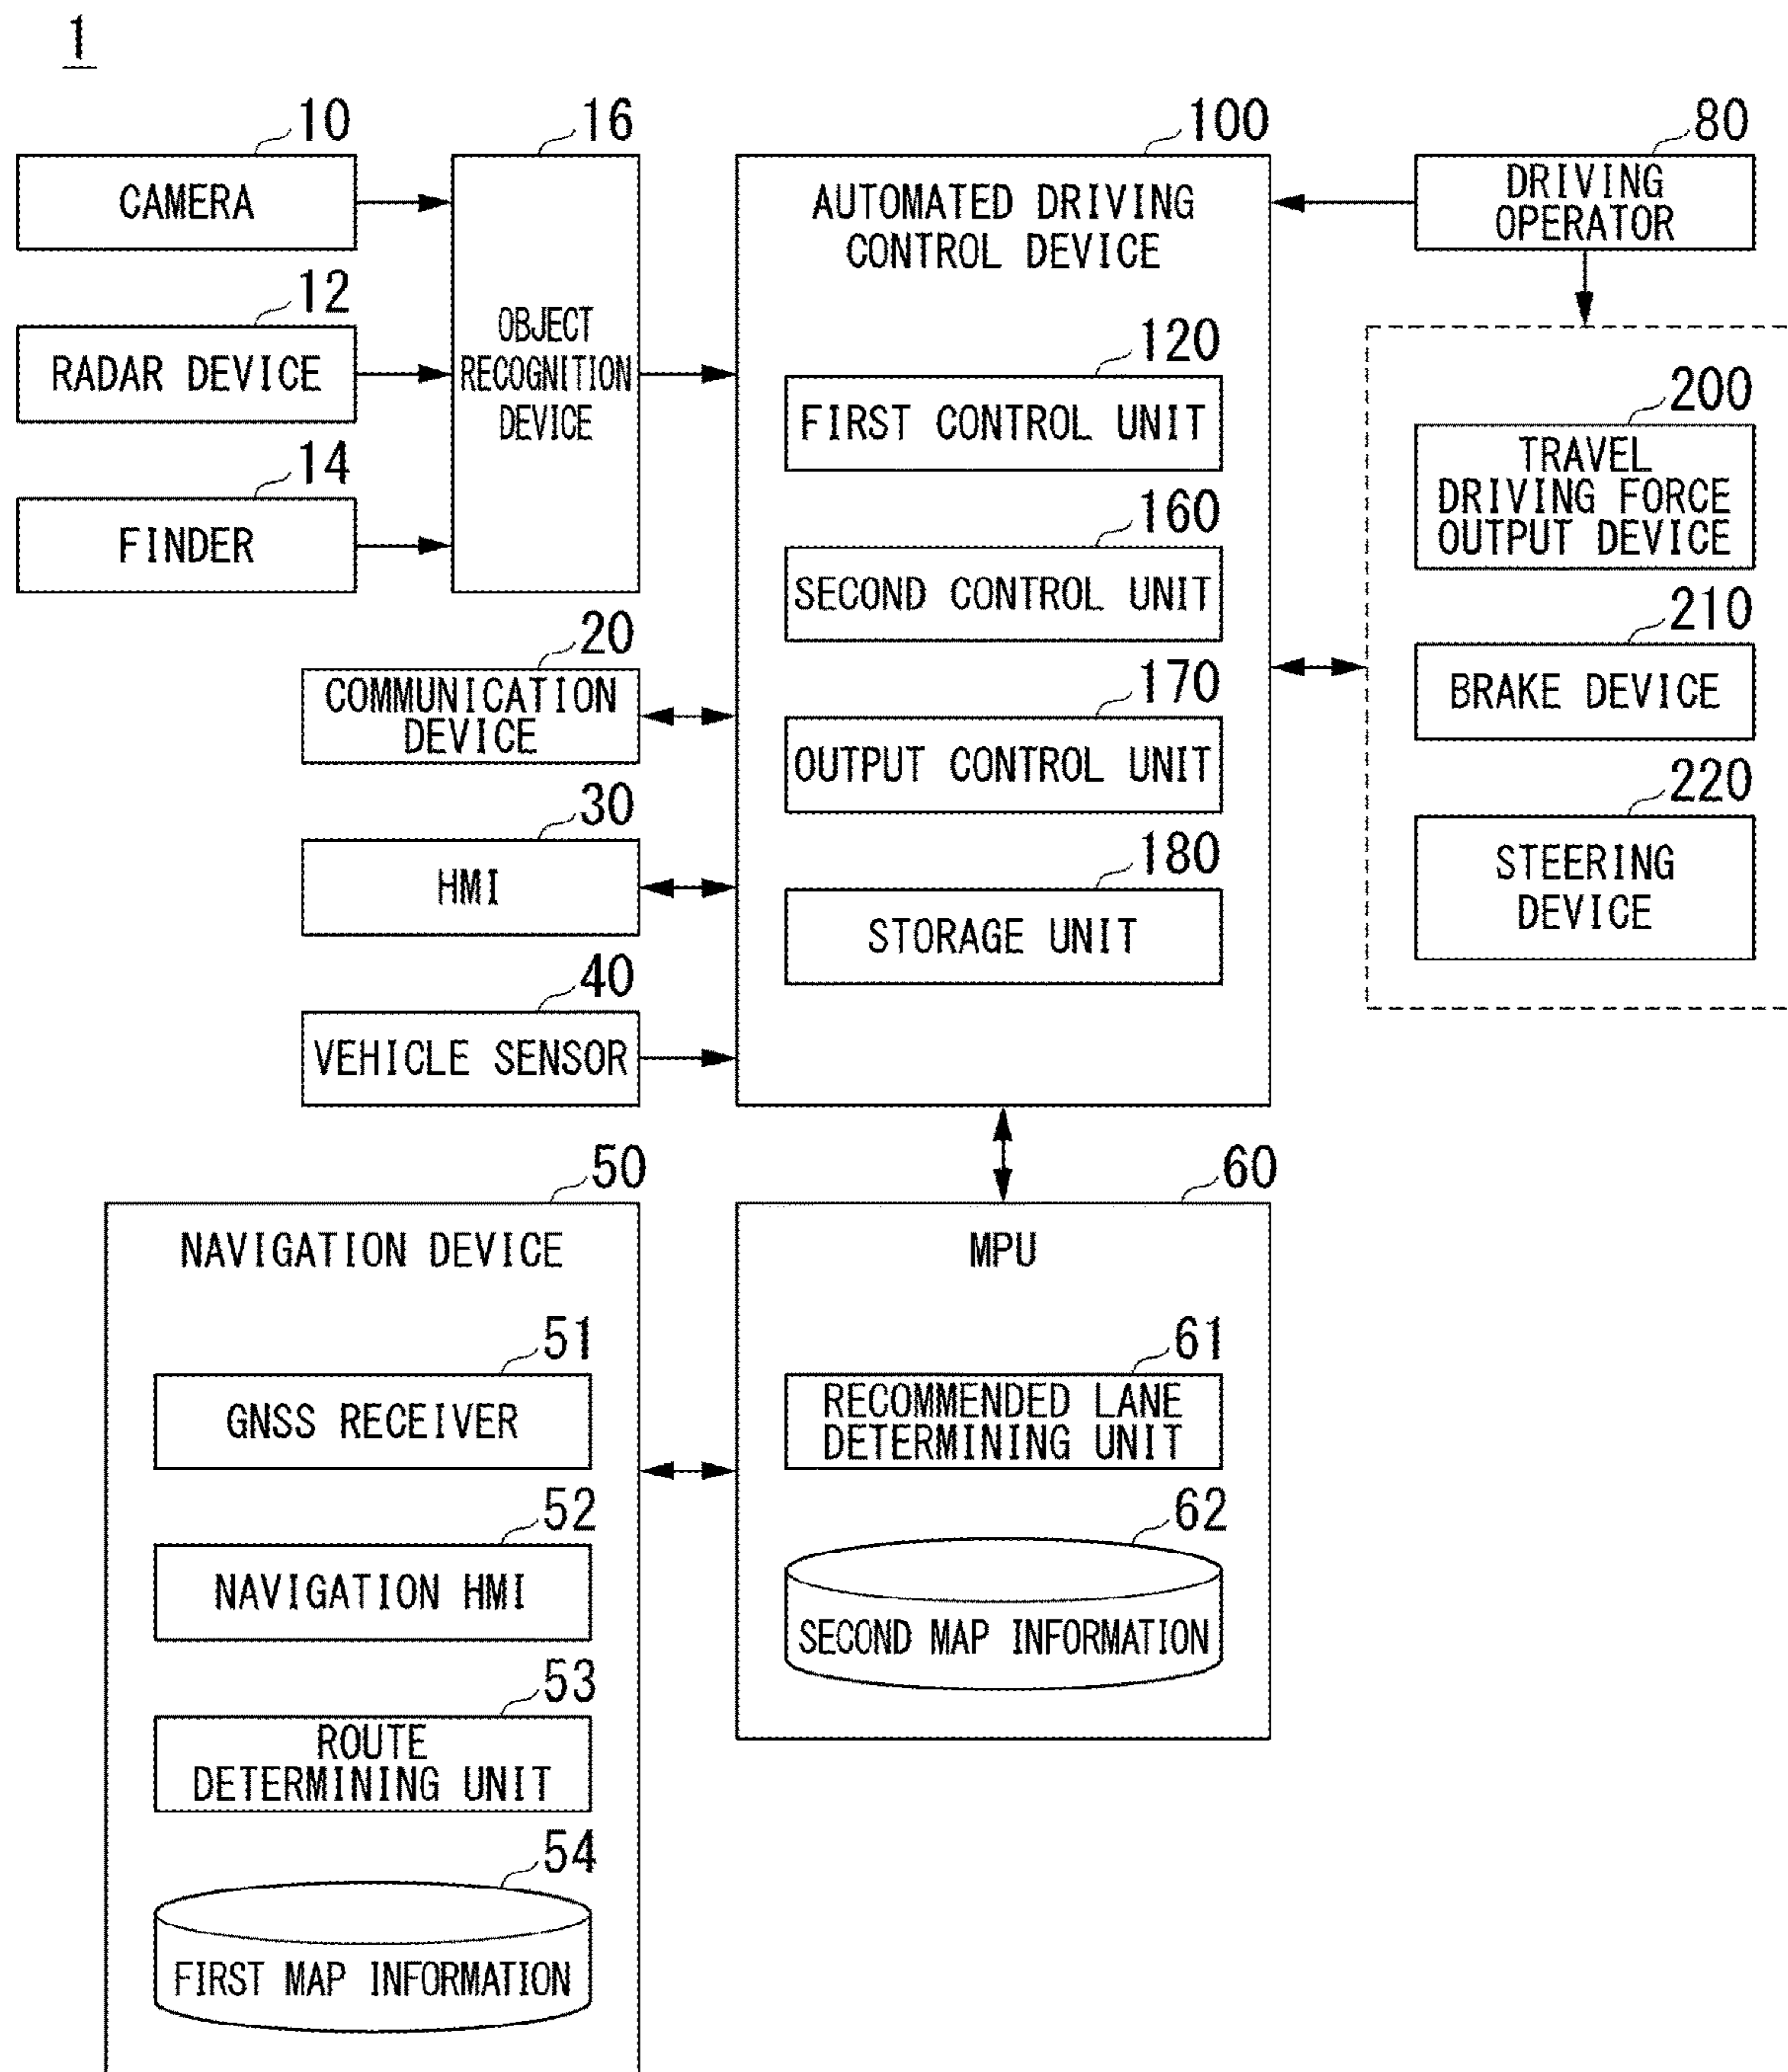 1
10
CAMERA
12
RADAR DEVICE
14
FINDER
16
OBJECT
RECOGNITION
DEVICE
20
COMMUNICATION
DEVICE
30
HMI
40
VEHICLE SENSOR
100
AUTOMATED DRIVING
CONTROL DEVICE
120
FIRST CONTROL UNIT
160
SECOND CONTROL UNIT
170
OUTPUT CONTROL UNIT
180
STORAGE UNIT
80
DRIVING
OPERATOR
200
TRAVEL
DRIVING FORCE
OUTPUT DEVICE
210
BRAKE DEVICE
220
STEERING
DEVICE
50
NAVIGATION DEVICE
51
GNSS RECEIVER
52
NAVIGATION HMI
53
ROUTE
DETERMINING UNIT
54
FIRST MAP INFORMATION
60
MPU
61
RECOMMENDED LANE
DETERMINING UNIT
62
SECOND MAP INFORMATION